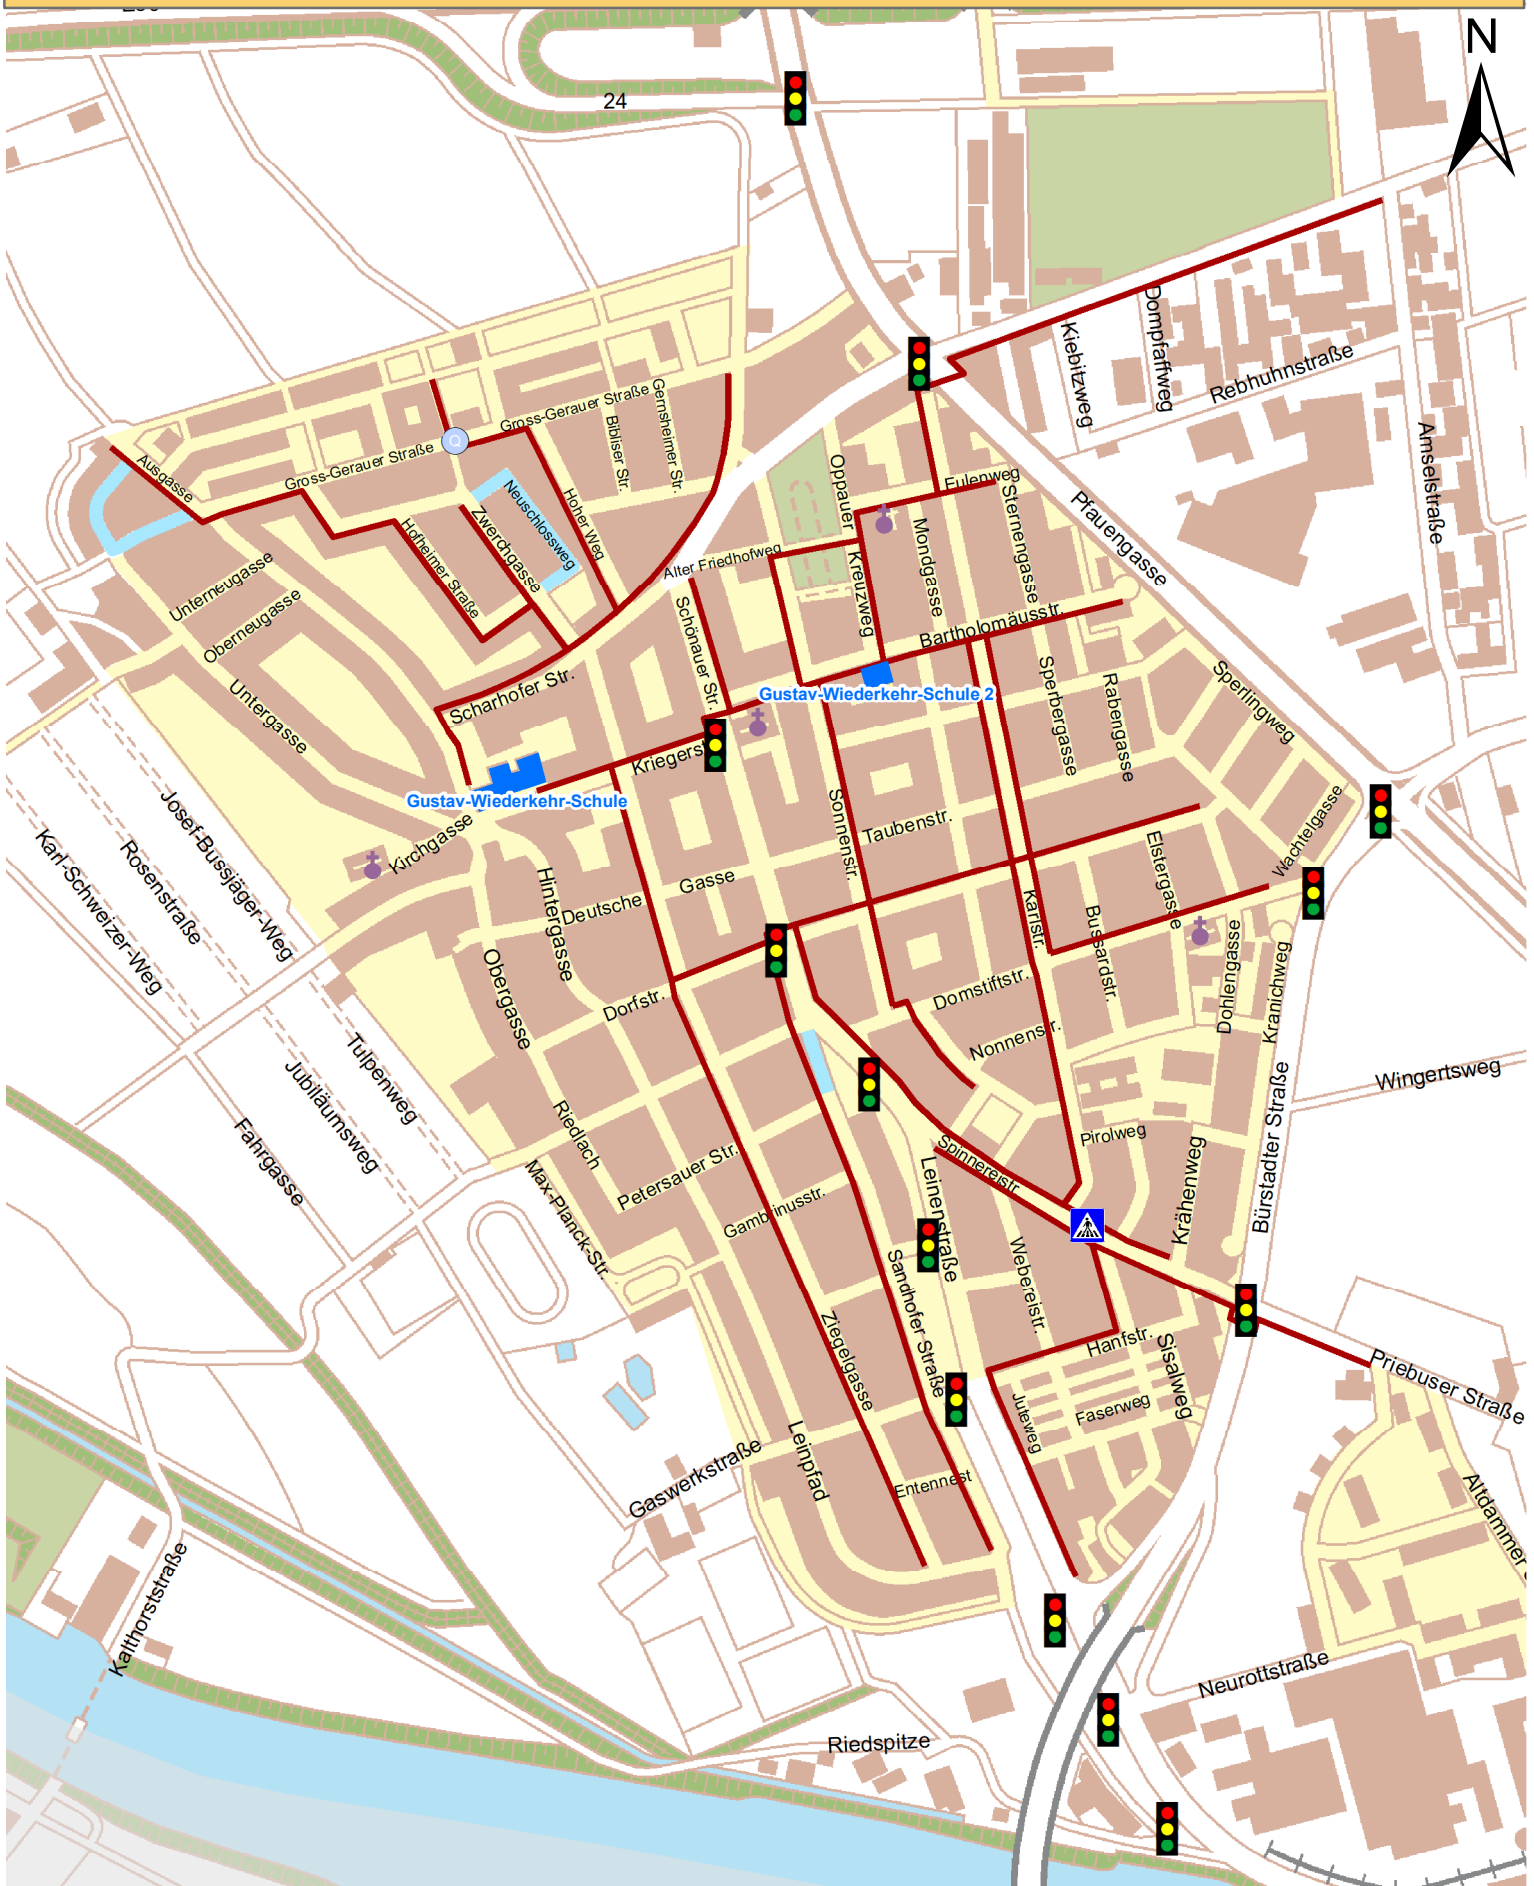 N
24
Dompfaffweg
Kiebitzweg
Rebhuhnstraße
Gross-Gerauer Straße
Gernsheimer Str.
Bibliser Str.
Amselstraße
Ausgasse
Gross-Gerauer Straße
Q
Oppauer
Kreuzweg
Eulenweg
Neuschlossweg
Hoher Weg
Sternengasse
Pfauengasse
Zwerchgasse
Hofheimer Straße
Mondgasse
Alter Friedhofweg
Unterneugasse
Oberneugasse
Schönauer Str.
Bartholomäusstr.
Untergasse
Scharhofer Str.
Gustav-Wiederkehr-Schule 2
Sperbergasse
Rabengasse
Sperlingweg
Kriegerst
Gustav-Wiederkehr-Schule
Josef-Bussjäger-Weg
Rosenstraße
Karl-Schweizer-Weg
Kirchgasse
Sonnenstr.
Taubenstr.
Elstergasse
Wachtelgasse
Hintergasse
Deutsche
Gasse
Karlstr.
Bussardstr.
Dohlengasse
Kranichweg
Obergasse
Dorfstr.
Domstiftstr.
Nonnenstr.
Tulpenweg
Jubiläumsweg
Fahrgasse
Wingertsweg
Bürstadter Straße
Riedlach
Pirolweg
Krähenweg
Petersauer Str.
Max-Planck-Str.
Spinnereistr.
Leinenstraße
Gambrinusstr.
Webereistr.
Sandhofer Straße
Ziegelgasse
Hanfstr.
Sisalweg
Priebuser Straße
Juteweg
Faserweg
Leinpfad
Gaswerkstraße
Entennest
Altdammer
Kalthorststraße
Neurottstraße
Riedspitze